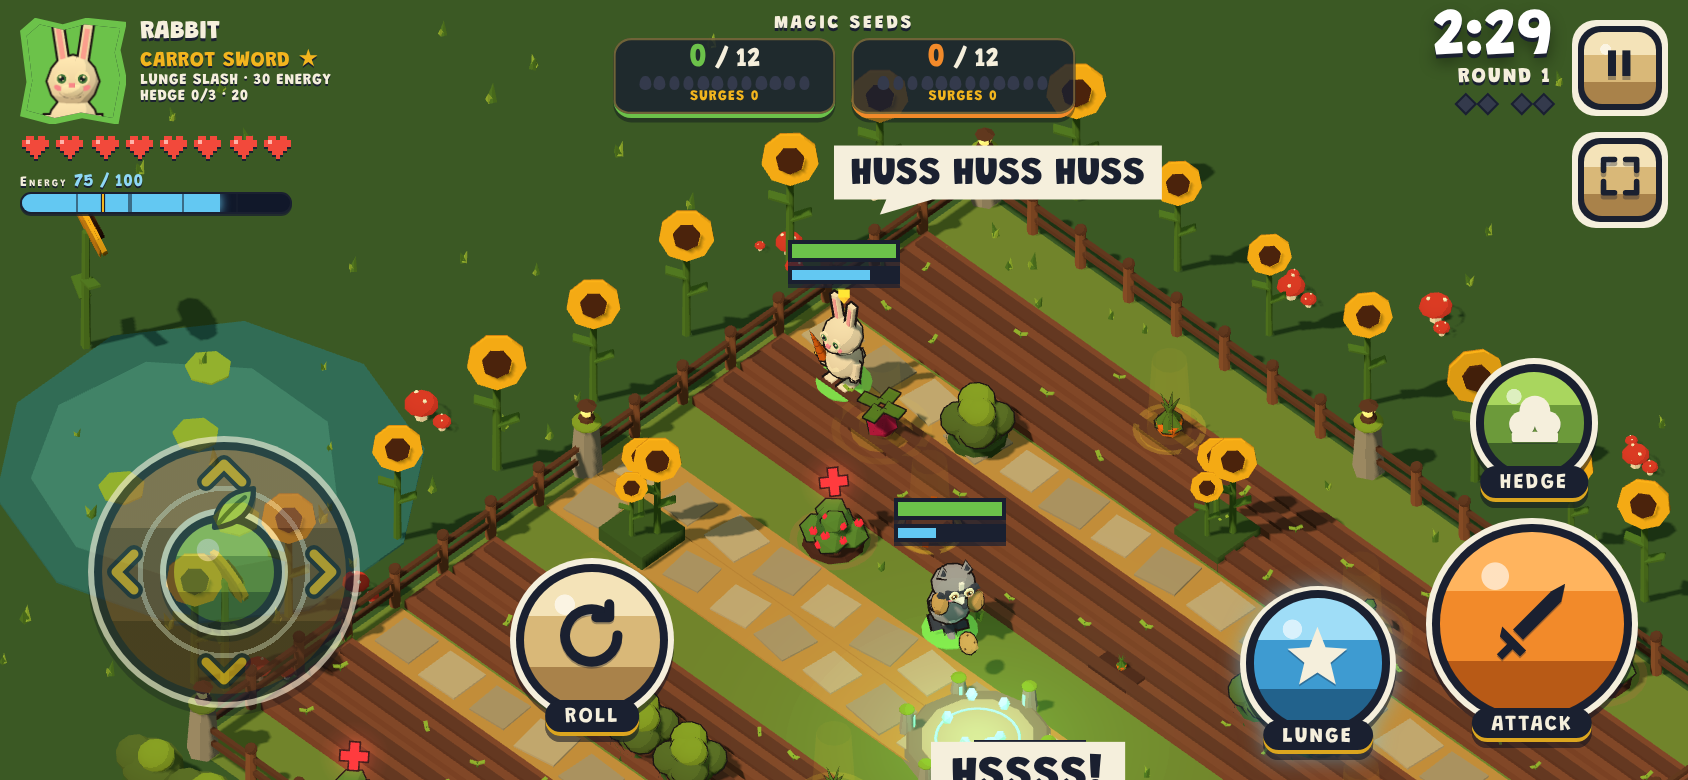 RABBIT
CARROT SWORD ★
LUNGE SLASH · 30 ENERGY
HEDGE 0/3 · 20
ENERGY 75 / 100
MAGIC SEEDS
0 / 12
SURGES 0
0 / 12
SURGES 0
2:29
ROUND 1
HUSS HUSS HUSS
HEDGE
ROLL
LUNGE
ATTACK
HSSSS!